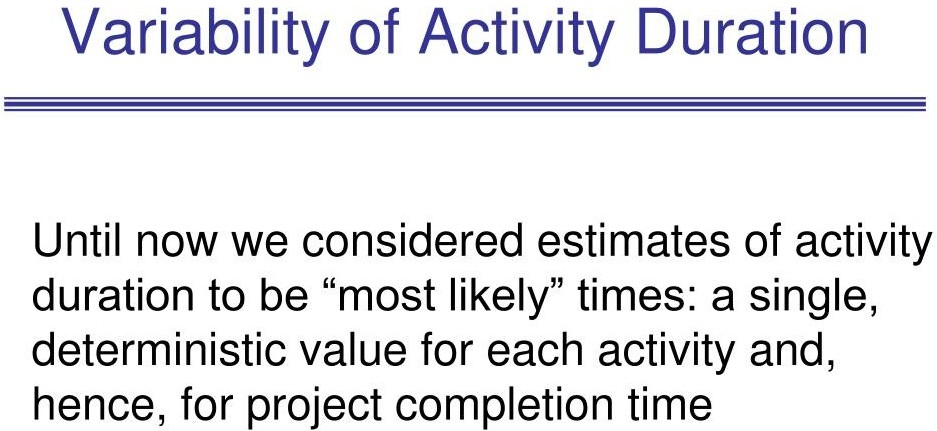 Variability of Activity Duration
Until now we considered estimates of activity
duration to be “most likely” times: a single,
deterministic value for each activity and,
hence, for project completion time